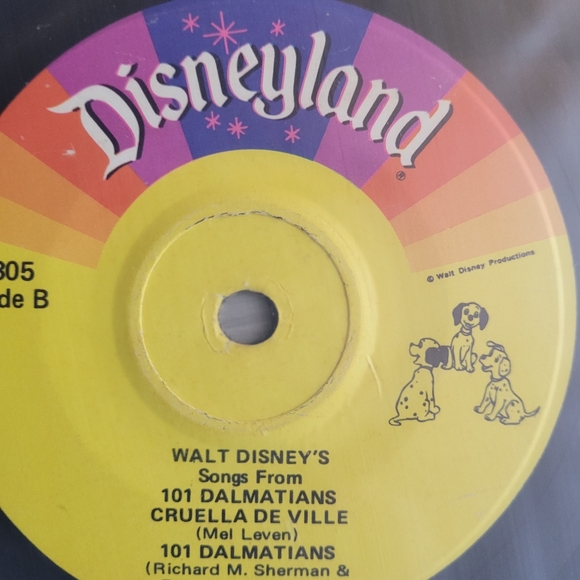 Disneyland
®
305
de B
© Walt Disney Productions
WALT DISNEY'S
Songs From
101 DALMATIANS
CRUELLA DE VILLE
(Mel Leven)
101 DALMATIANS
(Richard M. Sherman &